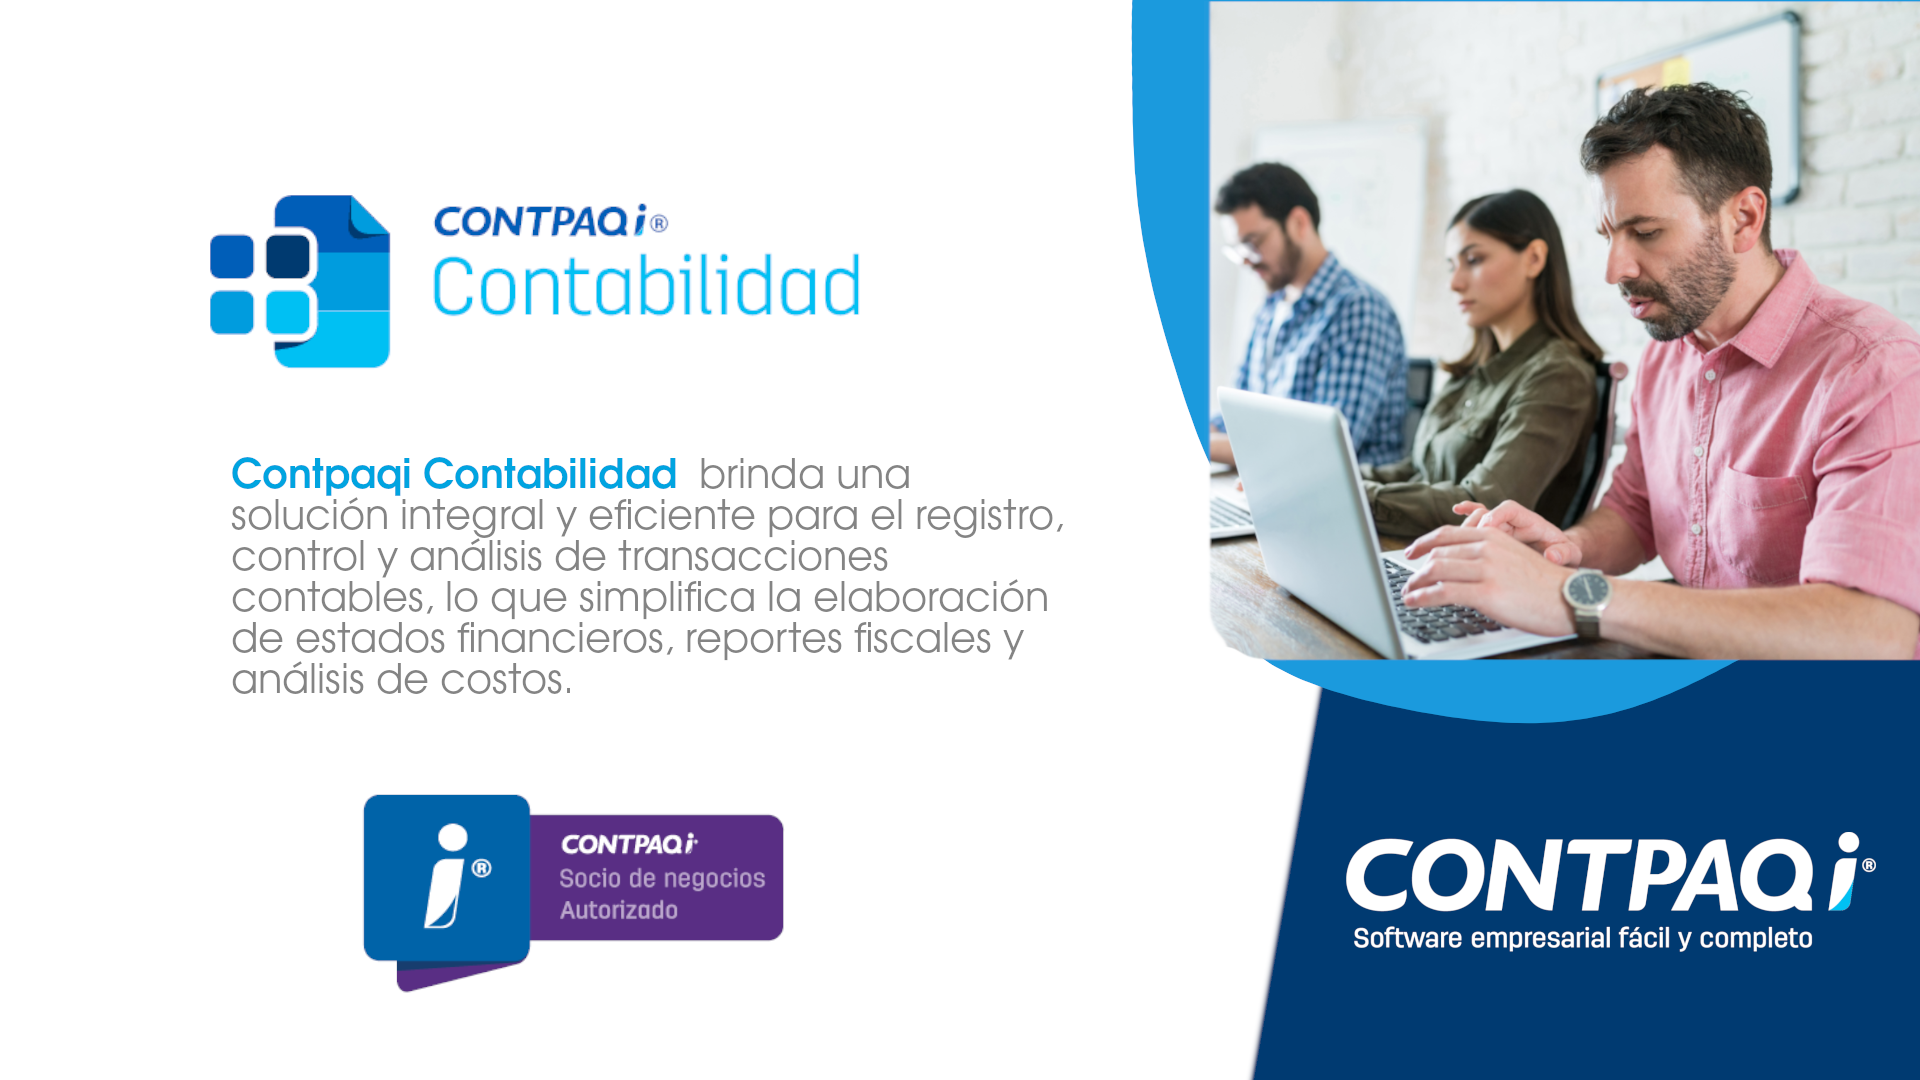 CONTPAQi®
Contabilidad
Contpaqi Contabilidad brinda una
solución integral y eficiente para el registro,
control y análisis de transacciones
contables, lo que simplifica la elaboración
de estados financieros, reportes fiscales y
análisis de costos.
i®
CONTPAQi
Socio de negocios
Autorizado
CONTPAQi®
Software empresarial fácil y completo